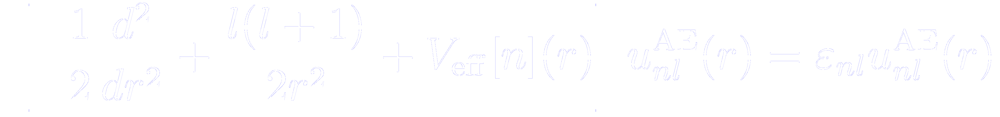 [ 1/2 d²/dr² + l(l + 1)/2r² + V_eff[n](r) ] u_nl^AE(r) = ε_nl u_nl^AE(r)